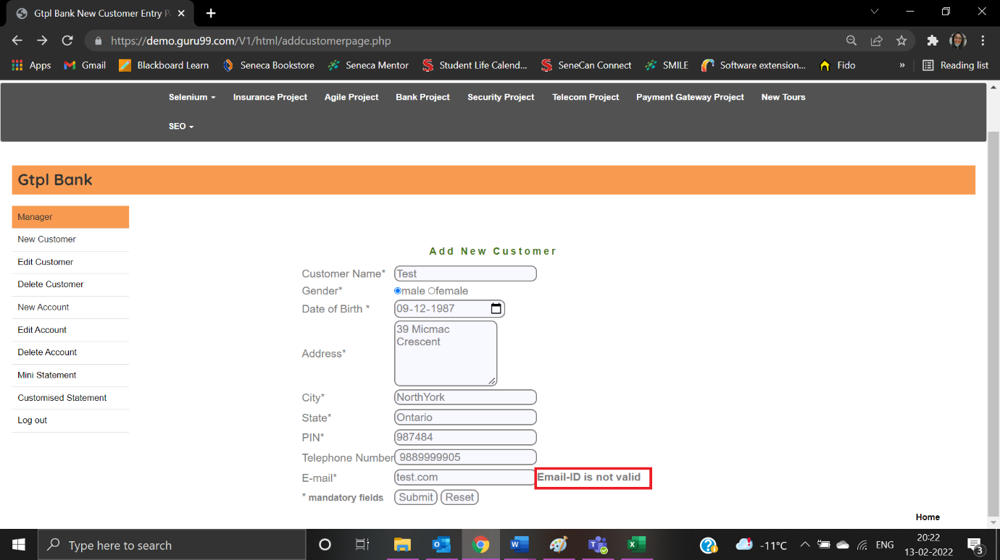 Gtpl Bank New Customer Entry P
https://demo.guru99.com/V1/html/addcustomerpage.php
Apps Gmail Blackboard Learn Seneca Bookstore Seneca Mentor Student Life Calend... SeneCan Connect SMILE Software extension... Fido » Reading list
Selenium Insurance Project Agile Project Bank Project Security Project Telecom Project Payment Gateway Project New Tours
SEO
Gtpl Bank
Manager
New Customer
Edit Customer
Delete Customer
New Account
Edit Account
Delete Account
Mini Statement
Customised Statement
Log out
Add New Customer
Customer Name* Test
Gender* male female
Date of Birth * 09-12-1987
Address* 39 Micmac
Crescent
City* NorthYork
State* Ontario
PIN* 987484
Telephone Number 9889999905
E-mail* test.com Email-ID is not valid
* mandatory fields Submit Reset
Home
Type here to search
-11°C ENG 20:22
13-02-2022 3